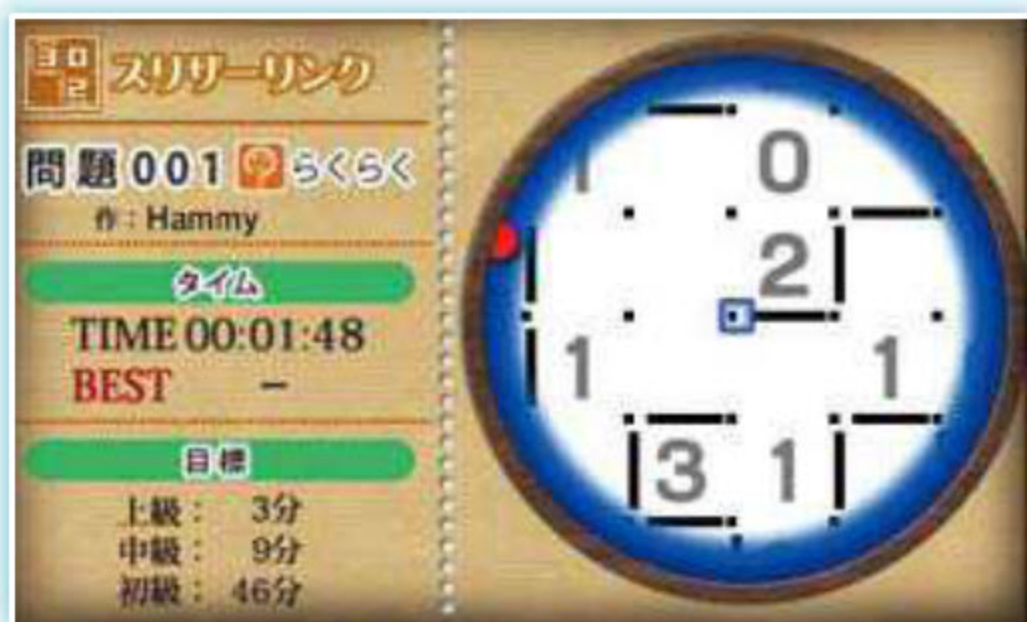 30
2
スリザーリンク
問題001 らくらく
作：Hammy
タイム
TIME 00:01:48
BEST －
目標
上級： 3分
中級： 9分
初級： 46分
1 0
2
1 1
3 1